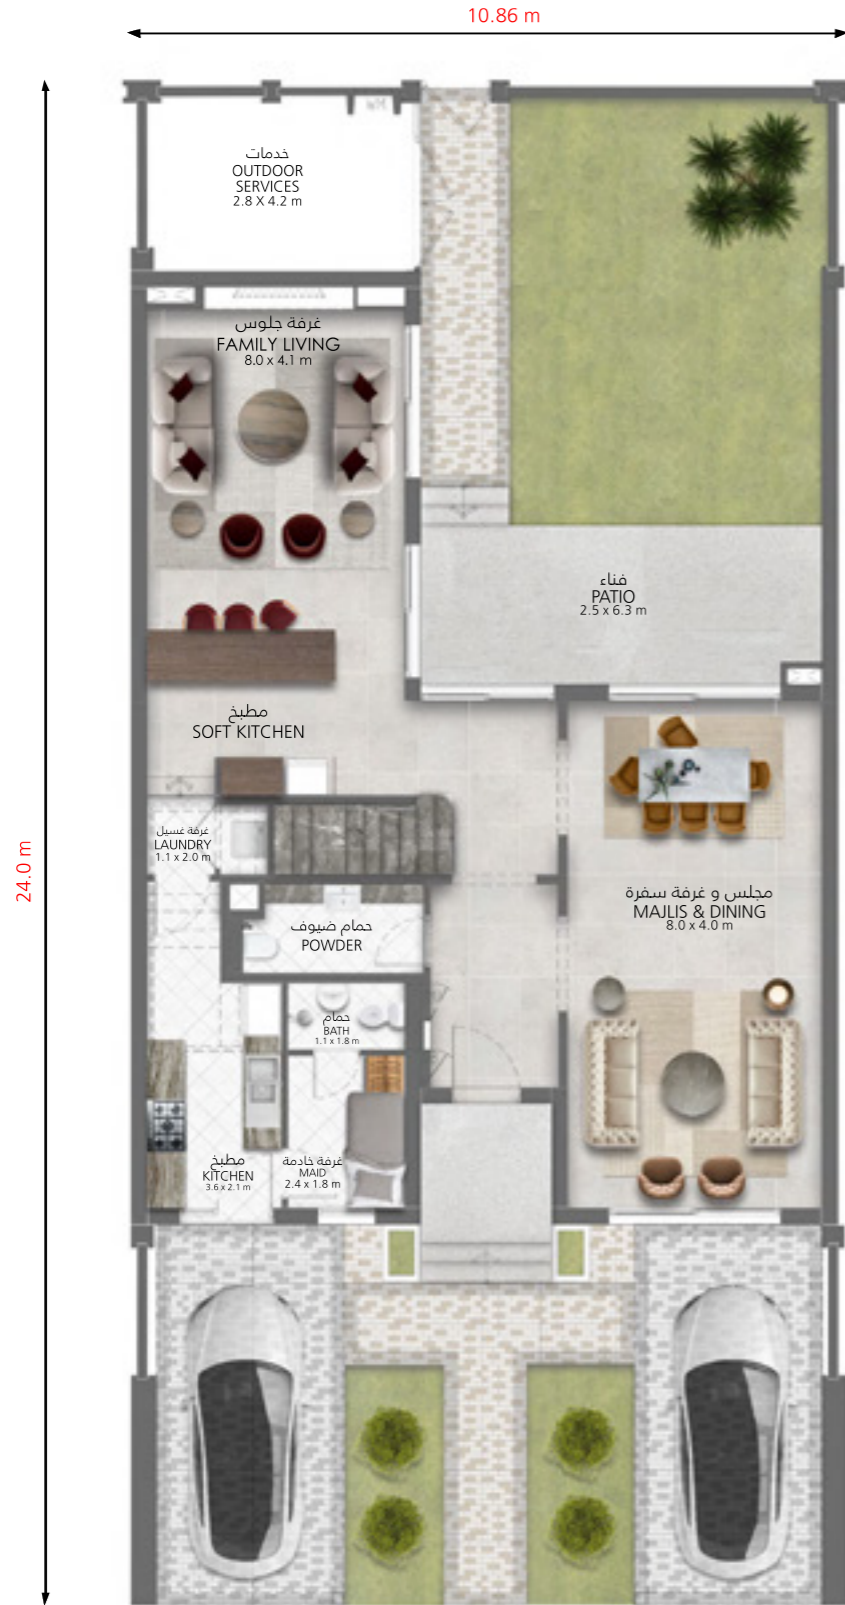 10.86 m
24.0 m
خدمات
OUTDOOR
SERVICES
2.8 X 4.2 m
غرفة جلوس
FAMILY LIVING
8.0 x 4.1 m
فناء
PATIO
2.5 x 6.3 m
مطبخ
SOFT KITCHEN
غرفة غسيل
LAUNDRY
1.1 x 2.0 m
مجلس و غرفة سفرة
MAJLIS & DINING
8.0 x 4.0 m
حمام ضيوف
POWDER
حمام
BATH
1.1 x 1.8 m
مطبخ
KITCHEN
3.6 x 2.1 m
غرفة خادمة
MAID
2.4 x 1.8 m